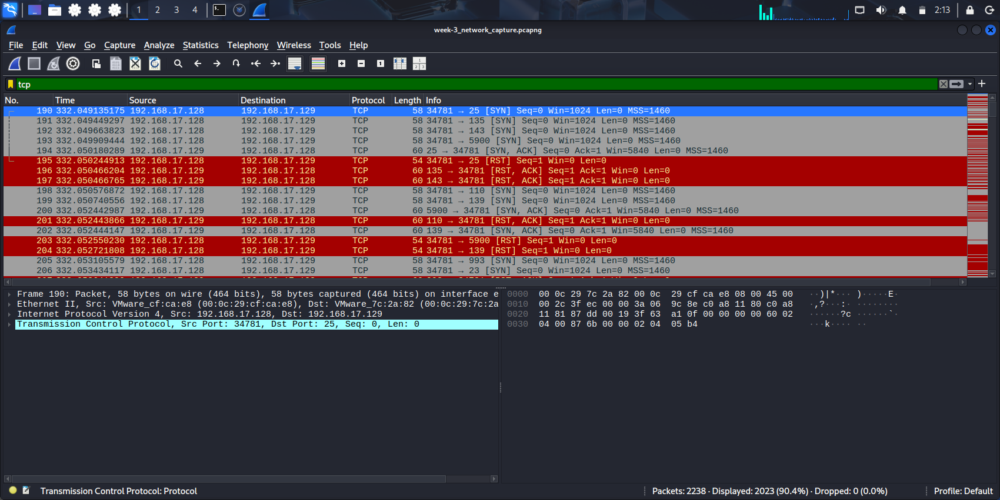 1 2 3 4 2:13
week-3_network_capture.pcapng
File Edit View Go Capture Analyze Statistics Telephony Wireless Tools Help
tcp
No. Time Source Destination Protocol Length Info
190 332.049135175 192.168.17.128 192.168.17.129 TCP 58 34781 → 25 [SYN] Seq=0 Win=1024 Len=0 MSS=1460
191 332.049449297 192.168.17.128 192.168.17.129 TCP 58 34781 → 135 [SYN] Seq=0 Win=1024 Len=0 MSS=1460
192 332.049663823 192.168.17.128 192.168.17.129 TCP 58 34781 → 143 [SYN] Seq=0 Win=1024 Len=0 MSS=1460
193 332.049909444 192.168.17.128 192.168.17.129 TCP 58 34781 → 5900 [SYN] Seq=0 Win=1024 Len=0 MSS=1460
194 332.050180289 192.168.17.129 192.168.17.128 TCP 60 25 → 34781 [SYN, ACK] Seq=0 Ack=1 Win=5840 Len=0 MSS=1460
195 332.050244913 192.168.17.128 192.168.17.129 TCP 54 34781 → 25 [RST] Seq=1 Win=0 Len=0
196 332.050466204 192.168.17.129 192.168.17.128 TCP 60 135 → 34781 [RST, ACK] Seq=1 Ack=1 Win=0 Len=0
197 332.050466765 192.168.17.129 192.168.17.128 TCP 60 143 → 34781 [RST, ACK] Seq=1 Ack=1 Win=0 Len=0
198 332.050576872 192.168.17.128 192.168.17.129 TCP 58 34781 → 110 [SYN] Seq=0 Win=1024 Len=0 MSS=1460
199 332.050740556 192.168.17.128 192.168.17.129 TCP 58 34781 → 139 [SYN] Seq=0 Win=1024 Len=0 MSS=1460
200 332.052442987 192.168.17.129 192.168.17.128 TCP 60 5900 → 34781 [SYN, ACK] Seq=0 Ack=1 Win=5840 Len=0 MSS=1460
201 332.052443866 192.168.17.129 192.168.17.128 TCP 60 110 → 34781 [RST, ACK] Seq=1 Ack=1 Win=0 Len=0
202 332.052444147 192.168.17.129 192.168.17.128 TCP 60 139 → 34781 [SYN, ACK] Seq=0 Ack=1 Win=5840 Len=0 MSS=1460
203 332.052550230 192.168.17.128 192.168.17.129 TCP 54 34781 → 5900 [RST] Seq=1 Win=0 Len=0
204 332.052721808 192.168.17.128 192.168.17.129 TCP 54 34781 → 139 [RST] Seq=1 Win=0 Len=0
205 332.053105579 192.168.17.128 192.168.17.129 TCP 58 34781 → 993 [SYN] Seq=0 Win=1024 Len=0 MSS=1460
206 332.053434117 192.168.17.128 192.168.17.129 TCP 58 34781 → 23 [SYN] Seq=0 Win=1024 Len=0 MSS=1460
Frame 190: Packet, 58 bytes on wire (464 bits), 58 bytes captured (464 bits) on interface e
Ethernet II, Src: VMware_cf:ca:e8 (00:0c:29:cf:ca:e8), Dst: VMware_7c:2a:82 (00:0c:29:7c:2a
Internet Protocol Version 4, Src: 192.168.17.128, Dst: 192.168.17.129
Transmission Control Protocol, Src Port: 34781, Dst Port: 25, Seq: 0, Len: 0
0000 00 0c 29 7c 2a 82 00 0c 29 cf ca e8 08 00 45 00 ··)|*··· )·····E·
0010 00 2c 3f ec 00 00 3a 06 9c 8e c0 a8 11 80 c0 a8 ·,?···:· ········
0020 11 81 87 dd 00 19 3f 63 a1 0f 00 00 00 00 60 02 ······?c ······`·
0030 04 00 87 6b 00 00 02 04 05 b4 ···k···· ··
Transmission Control Protocol: Protocol
Packets: 2238 · Displayed: 2023 (90.4%) · Dropped: 0 (0.0%)
Profile: Default